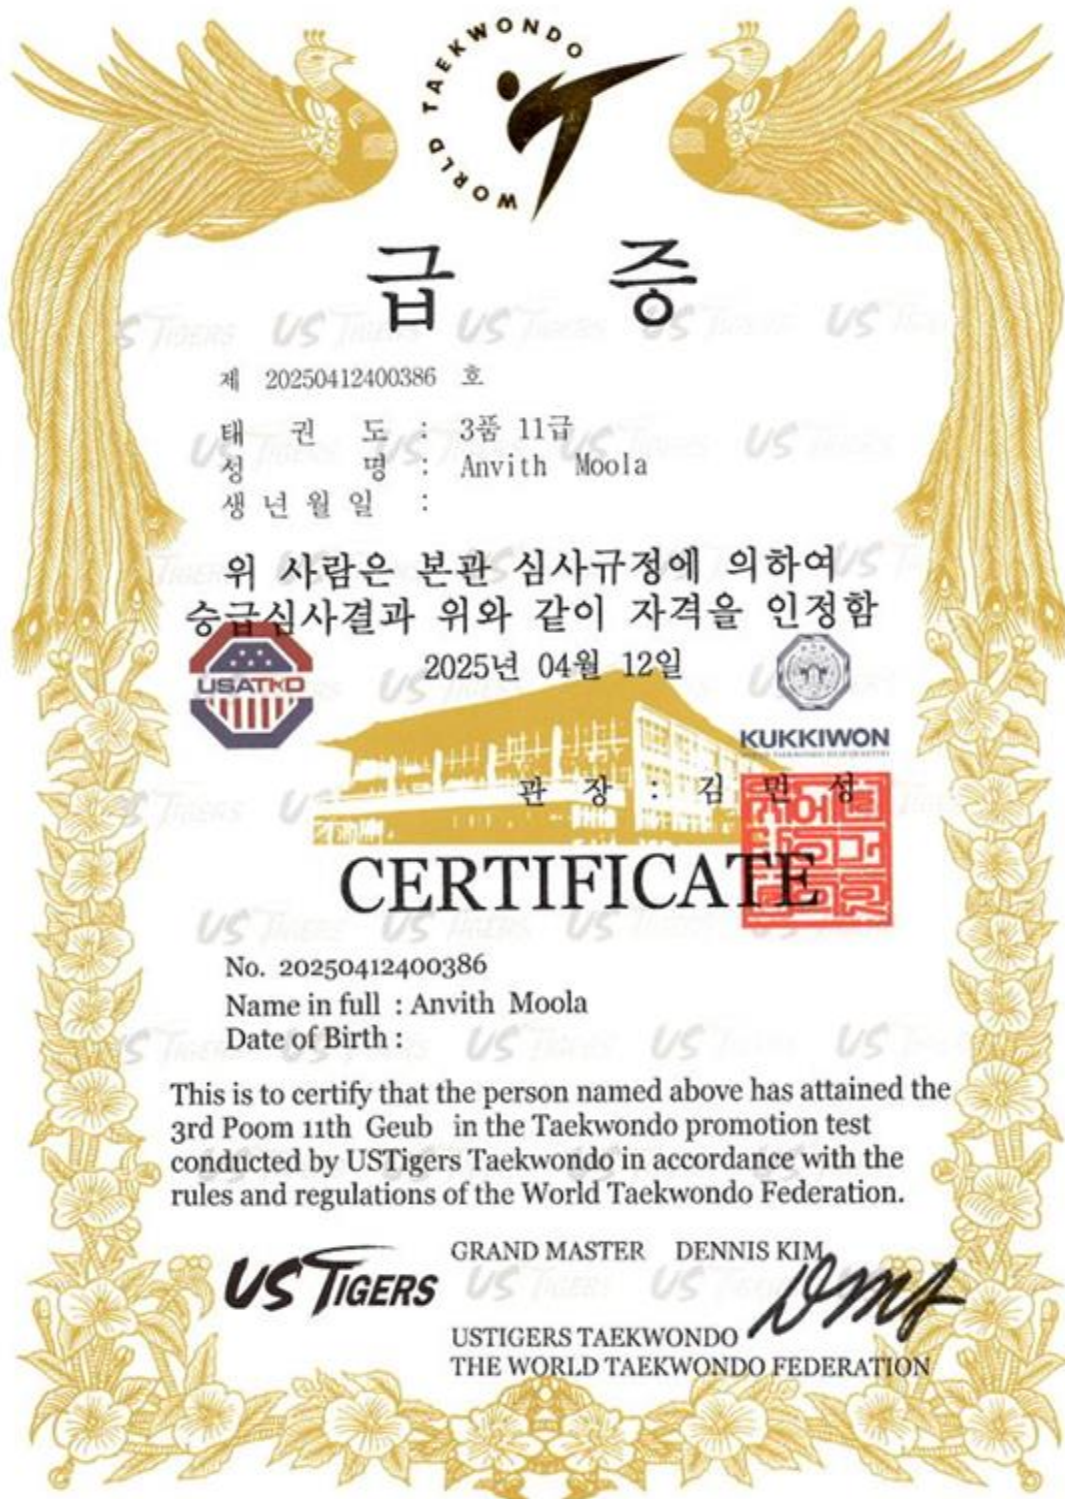 WORLD TAEKWONDO
급 증
제 20250412400386 호
태 권 도 : 3품 11급
성 명 : Anvith Moola
생 년 월 일 :
위 사람은 본관 심사규정에 의하여
승급심사결과 위와 같이 자격을 인정함
2025년 04월 12일
USATKD
KUKKIWON
관 장 : 김 민 성
CERTIFICATE
No. 20250412400386
Name in full : Anvith Moola
Date of Birth :
This is to certify that the person named above has attained the
3rd Poom 11th Geub in the Taekwondo promotion test
conducted by USTigers Taekwondo in accordance with the
rules and regulations of the World Taekwondo Federation.
US TIGERS
GRAND MASTER DENNIS KIM
USTIGERS TAEKWONDO
THE WORLD TAEKWONDO FEDERATION